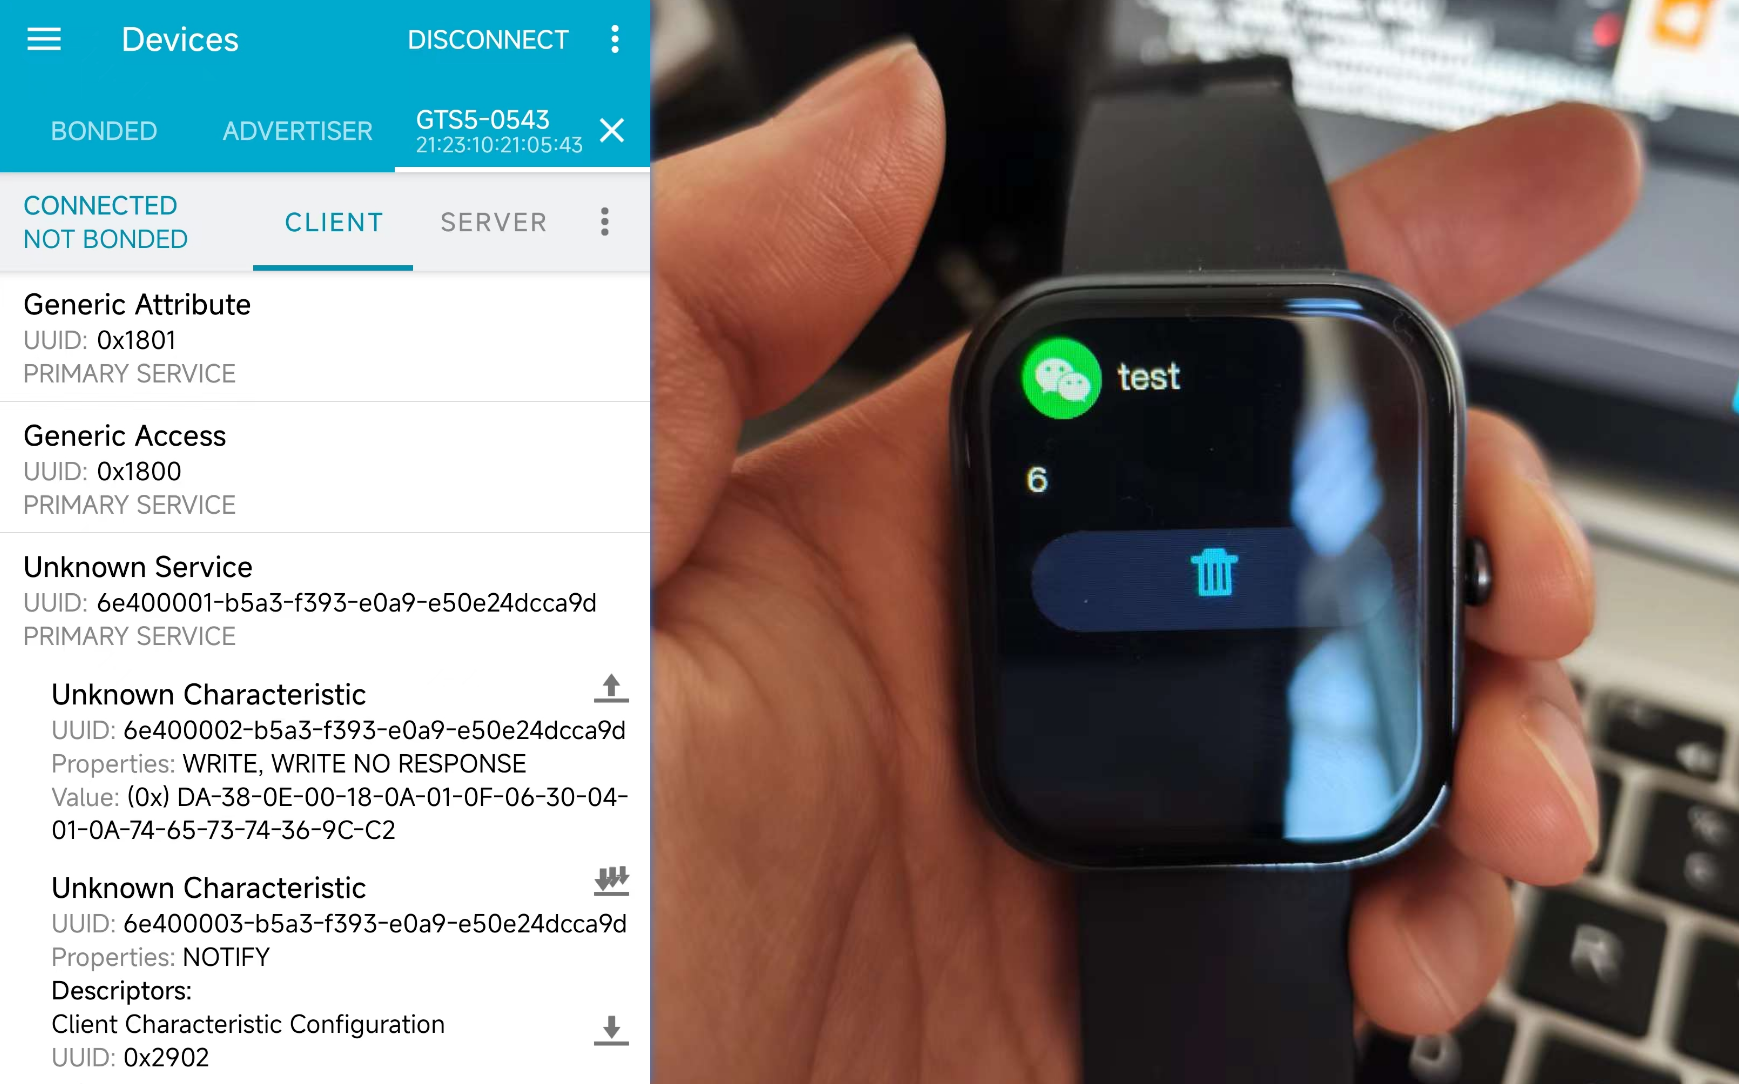 Devices
DISCONNECT
BONDED
ADVERTISER
GTS5-0543
21:23:10:21:05:43
CONNECTED
NOT BONDED
CLIENT
SERVER
Generic Attribute
UUID: 0x1801
PRIMARY SERVICE
Generic Access
UUID: 0x1800
PRIMARY SERVICE
Unknown Service
UUID: 6e400001-b5a3-f393-e0a9-e50e24dcca9d
PRIMARY SERVICE
Unknown Characteristic
UUID: 6e400002-b5a3-f393-e0a9-e50e24dcca9d
Properties: WRITE, WRITE NO RESPONSE
Value: (0x) DA-38-0E-00-18-0A-01-0F-06-30-04-
01-0A-74-65-73-74-36-9C-C2
Unknown Characteristic
UUID: 6e400003-b5a3-f393-e0a9-e50e24dcca9d
Properties: NOTIFY
Descriptors:
Client Characteristic Configuration
UUID: 0x2902
test
6
R